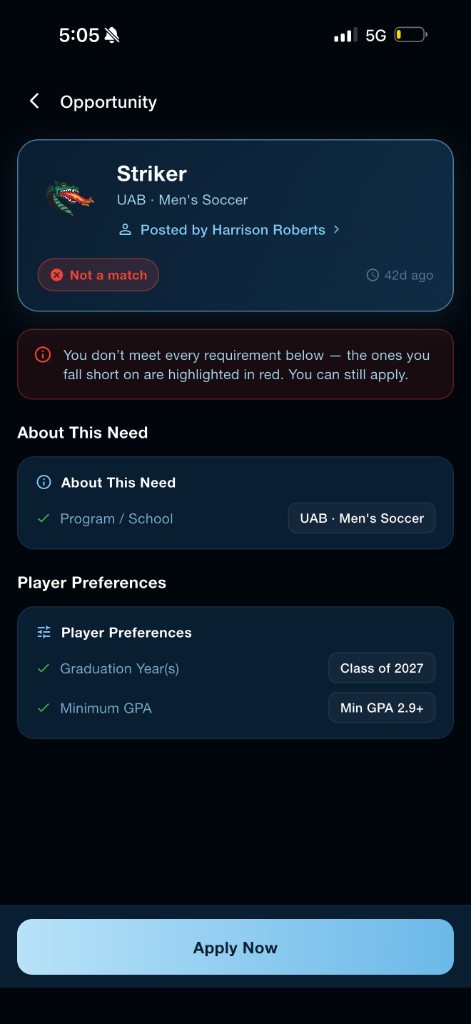 5:05
5G
Opportunity
Striker
UAB · Men's Soccer
Posted by Harrison Roberts
Not a match
42d ago
You don't meet every requirement below — the ones you
fall short on are highlighted in red. You can still apply.
About This Need
About This Need
Program / School
UAB · Men's Soccer
Player Preferences
Player Preferences
Graduation Year(s)
Class of 2027
Minimum GPA
Min GPA 2.9+
Apply Now